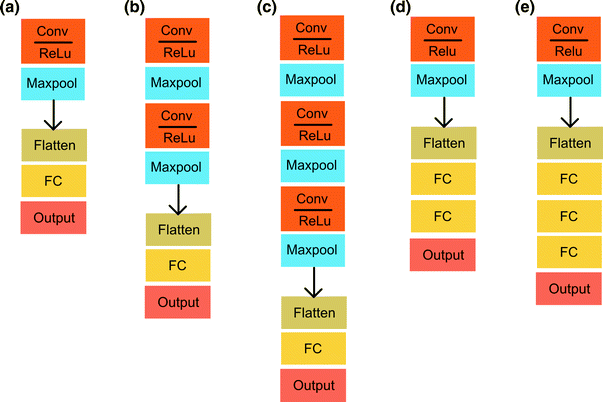 (a)
Conv
ReLu
Maxpool
Flatten
FC
Output
(b)
Conv
ReLu
Maxpool
Conv
ReLu
Maxpool
Flatten
FC
Output
(c)
Conv
ReLu
Maxpool
Conv
ReLu
Maxpool
Conv
ReLu
Maxpool
Flatten
FC
Output
(d)
Conv
Relu
Maxpool
Flatten
FC
FC
Output
(e)
Conv
Relu
Maxpool
Flatten
FC
FC
FC
Output